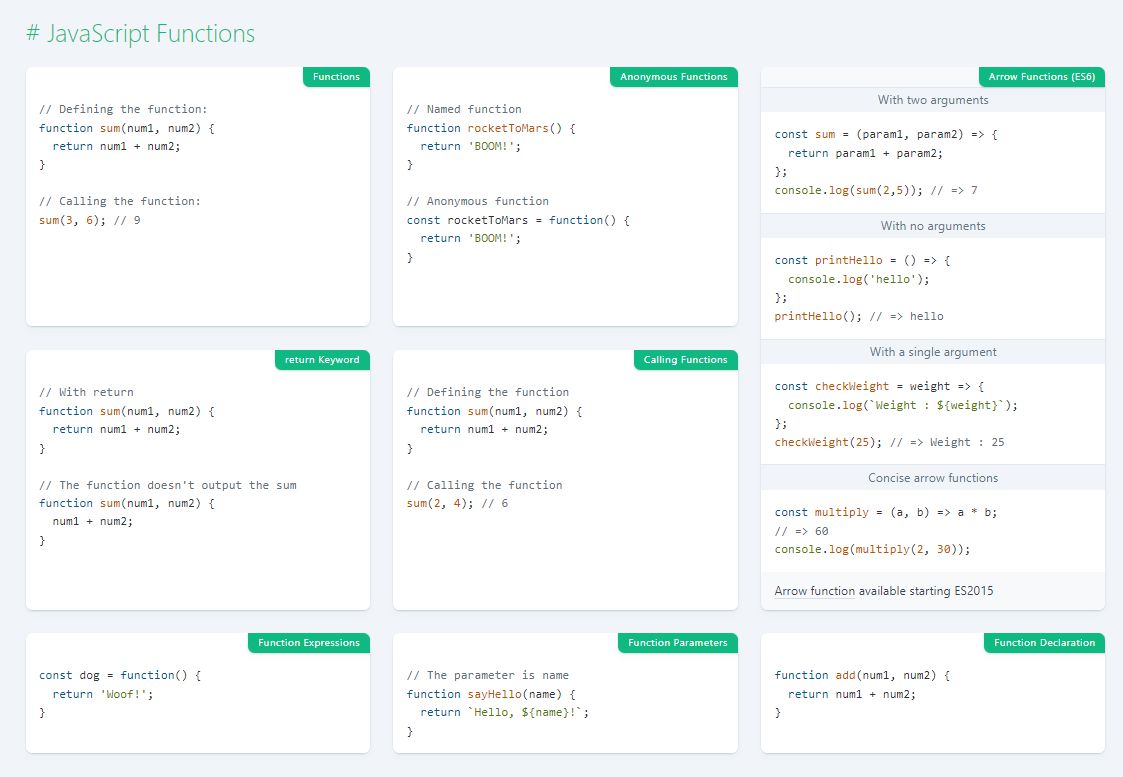 # JavaScript Functions
Functions
// Defining the function:
function sum(num1, num2) {
  return num1 + num2;
}
// Calling the function:
sum(3, 6); // 9
Anonymous Functions
// Named function
function rocketToMars() {
  return 'BOOM!';
}
// Anonymous function
const rocketToMars = function() {
  return 'BOOM!';
}
Arrow Functions (ES6)
With two arguments
const sum = (param1, param2) => {
  return param1 + param2;
};
console.log(sum(2,5)); // => 7
With no arguments
const printHello = () => {
  console.log('hello');
};
printHello(); // => hello
With a single argument
const checkWeight = weight => {
  console.log(`Weight : ${weight}`);
};
checkWeight(25); // => Weight : 25
Concise arrow functions
const multiply = (a, b) => a * b;
// => 60
console.log(multiply(2, 30));
Arrow function available starting ES2015
return Keyword
// With return
function sum(num1, num2) {
  return num1 + num2;
}
// The function doesn't output the sum
function sum(num1, num2) {
  num1 + num2;
}
Calling Functions
// Defining the function
function sum(num1, num2) {
  return num1 + num2;
}
// Calling the function
sum(2, 4); // 6
Function Expressions
const dog = function() {
  return 'Woof!';
}
Function Parameters
// The parameter is name
function sayHello(name) {
  return `Hello, ${name}!`;
}
Function Declaration
function add(num1, num2) {
  return num1 + num2;
}